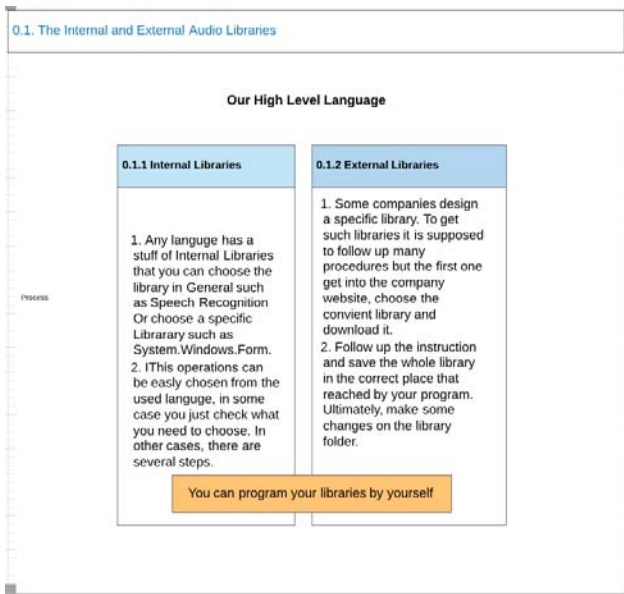 0.1. The Internal and External Audio Libraries
Our High Level Language
0.1.1 Internal Libraries
1. Any languge has a
stuff of Internal Libraries
that you can choose the
library in General such
as Speech Recognition
Or choose a specific
Librarary such as
System.Windows.Form.
2. IThis operations can
be easly chosen from the
used languge, in some
case you just check what
you need to choose. In
other cases, there are
several steps.
0.1.2 External Libraries
1. Some companies design
a specific library. To get
such libraries it is supposed
to follow up many
procedures but the first one
get into the company
website, choose the
convient library and
download it.
2. Follow up the instruction
and save the whole library
in the correct place that
reached by your program.
Ultimately, make some
changes on the library
folder.
Process
You can program your libraries by yourself